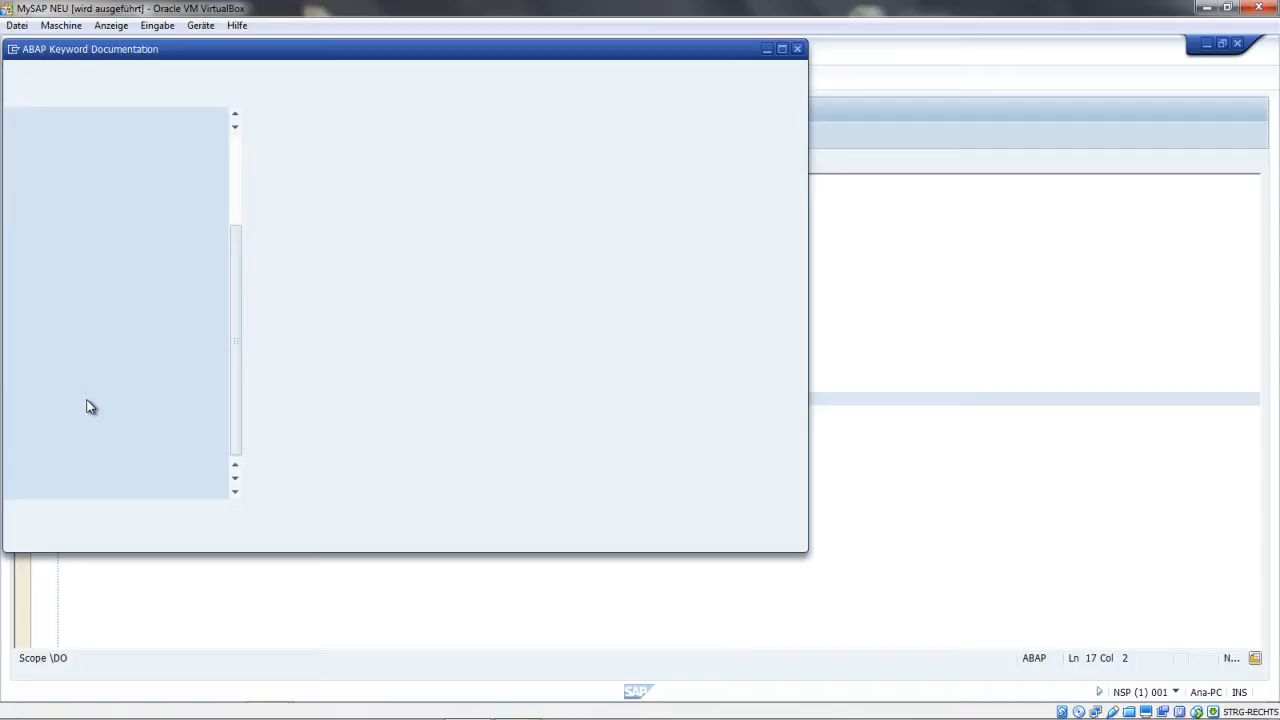 MySAP NEU [wird ausgeführt] - Oracle VM VirtualBox
Datei Maschine Anzeige Eingabe Geräte Hilfe
ABAP Keyword Documentation
Scope \DO
ABAP Ln 17 Col 2 N...
SAP
NSP (1) 001 Ana-PC INS
STRG-RECHTS